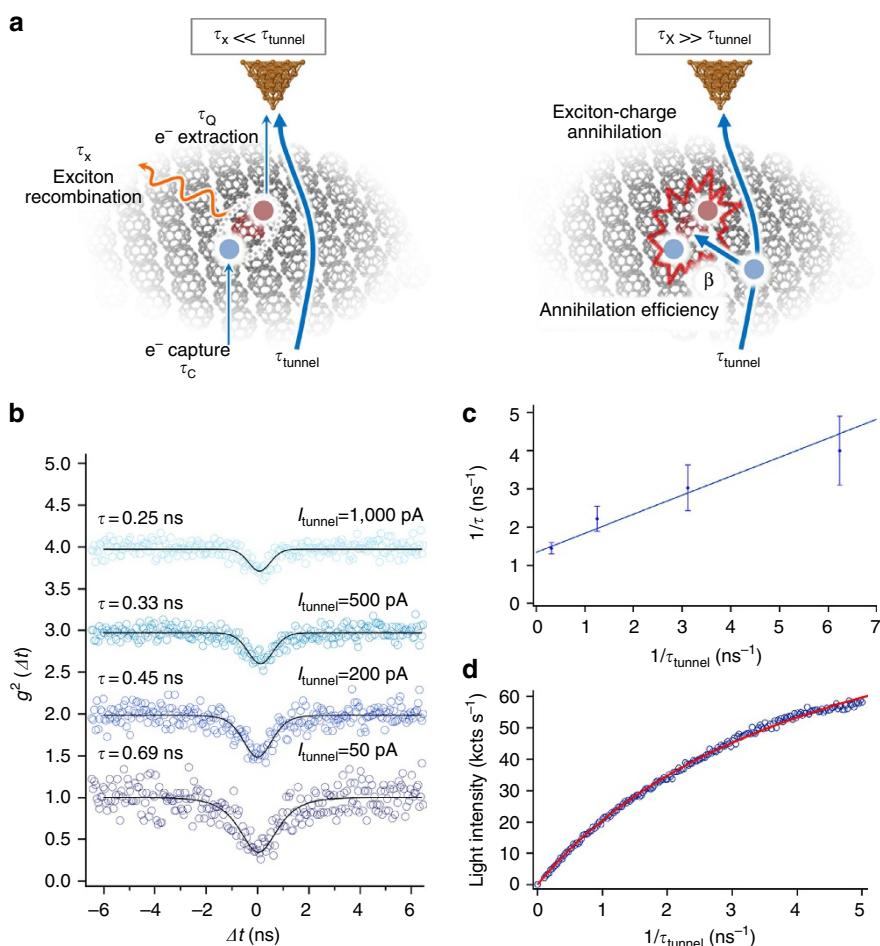 a
τx << τtunnel
τQ
e− extraction
τx
Exciton
recombination
e− capture
τC
τtunnel
τX >> τtunnel
Exciton-charge
annihilation
β
Annihilation efficiency
τtunnel
b
5.0
4.5
4.0
3.5
3.0
2.5
2.0
1.5
1.0
0.5
0.0
g² (Δt)
τ = 0.25 ns
Itunnel=1,000 pA
τ = 0.33 ns
Itunnel=500 pA
τ = 0.45 ns
Itunnel=200 pA
τ = 0.69 ns
Itunnel=50 pA
−6 −4 −2 0 2 4 6
Δt (ns)
c
5
4
3
2
1
0
1/τ (ns−1)
0 1 2 3 4 5 6 7
1/τtunnel (ns−1)
d
60
50
40
30
20
10
0
Light intensity (kcts s−1)
0 1 2 3 4 5
1/τtunnel (ns−1)